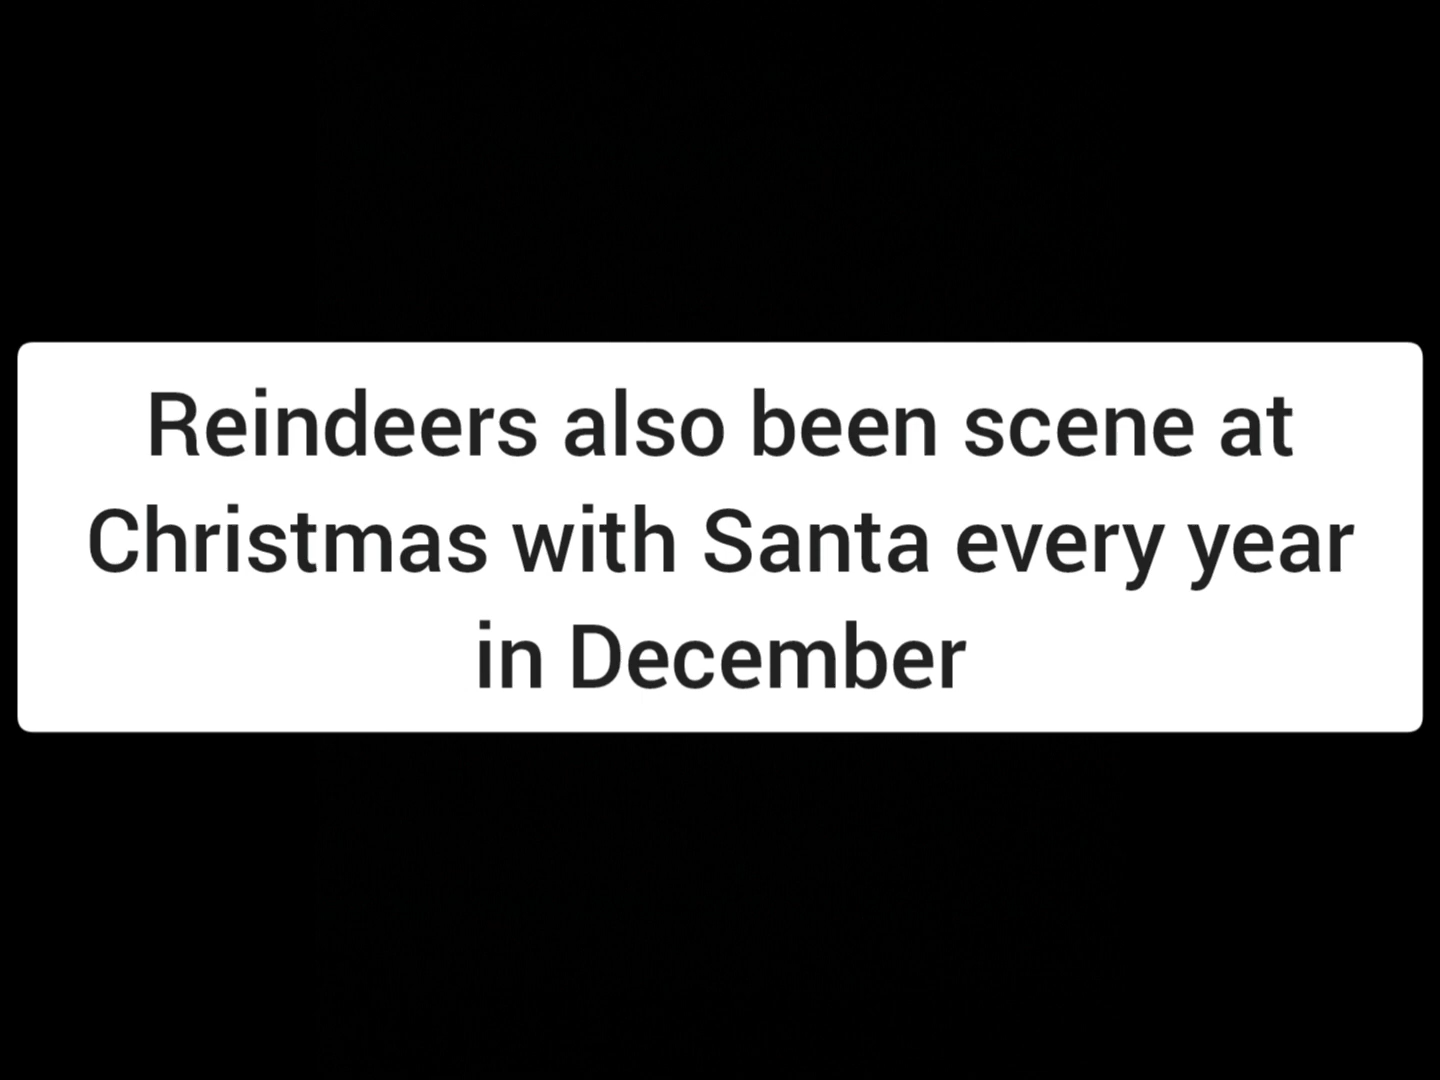 Reindeers also been scene at
Christmas with Santa every year
in December